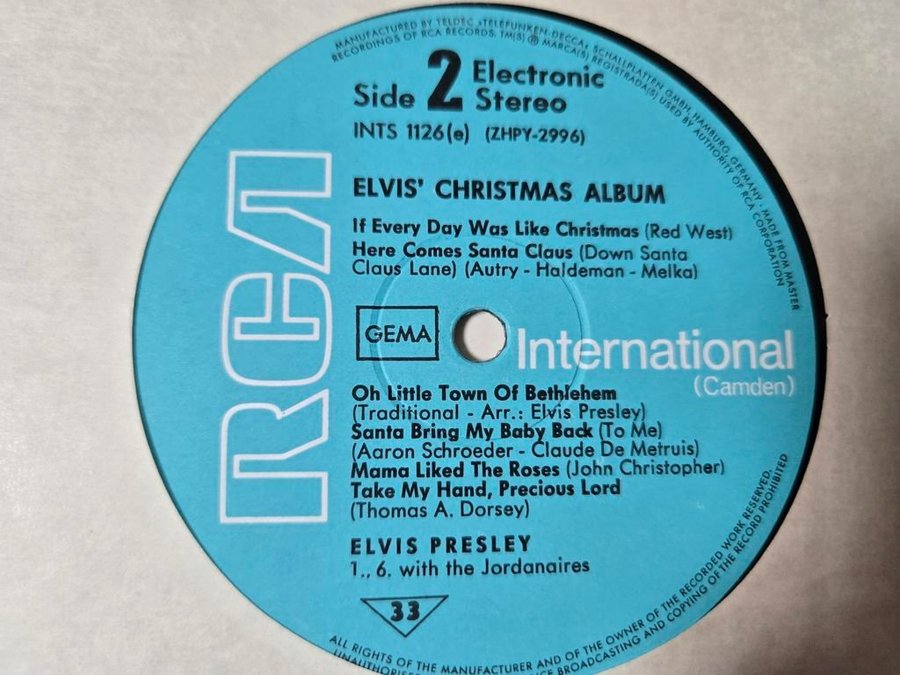 MANUFACTURED BY TELDEC »TELEFUNKEN-DECCA« SCHALLPLATTEN GMBH, HAMBURG, GERMANY · MADE FROM MASTER
RECORDINGS OF RCA RECORDS, TM(S) ® MARCA(S) REGISTRADA(S) USED BY AUTHORITY OF RCA CORPORATION
Side 2 Electronic Stereo
INTS 1126(e) (ZHPY-2996)
RCA
ELVIS' CHRISTMAS ALBUM
If Every Day Was Like Christmas (Red West)
Here Comes Santa Claus (Down Santa
Claus Lane) (Autry - Haldeman - Melka)
GEMA
International
(Camden)
Oh Little Town Of Bethlehem
(Traditional - Arr.: Elvis Presley)
Santa Bring My Baby Back (To Me)
(Aaron Schroeder - Claude De Metruis)
Mama Liked The Roses (John Christopher)
Take My Hand, Precious Lord
(Thomas A. Dorsey)
ELVIS PRESLEY
1., 6. with the Jordanaires
33
ALL RIGHTS OF THE MANUFACTURER AND OF THE OWNER OF THE RECORDED WORK RESERVED.
BROADCASTING AND COPYING OF THE RECORD PROHIBITED